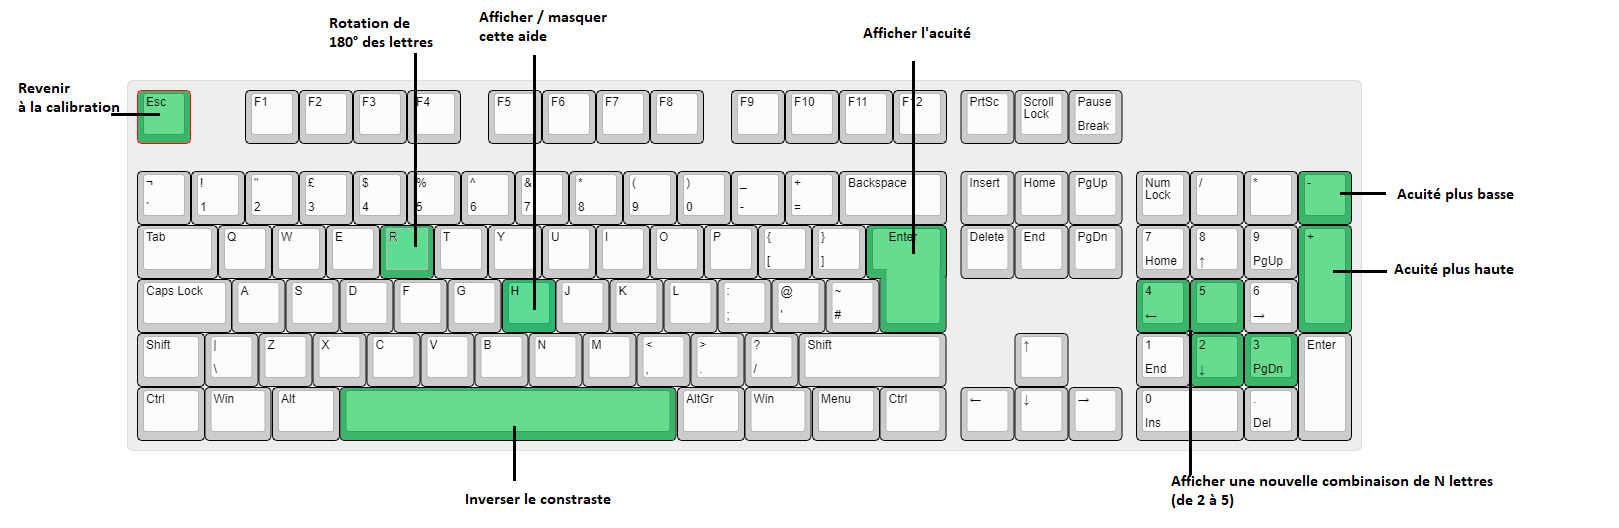 Rotation de
180° des lettres
Afficher / masquer
cette aide
Afficher l'acuité
Revenir
à la calibration
Esc
F1
F2
F3
F4
F5
F6
F7
F8
F9
F10
F11
F12
PrtSc
Scroll
Lock
Pause
Break
¬
`
!
1
"
2
£
3
$
4
%
5
^
6
&
7
*
8
(
9
)
0
_
-
+
=
Backspace
Insert
Home
PgUp
Num
Lock
/
*
-
Acuité plus basse
Tab
Q
W
E
R
T
Y
U
I
O
P
{
[
}
]
Enter
Delete
End
PgDn
7
Home
8
↑
9
PgUp
+
Acuité plus haute
Caps Lock
A
S
D
F
G
H
J
K
L
:
;
@
'
~
#
4
←
5
6
→
Shift
|
\
Z
X
C
V
B
N
M
<
,
>
.
?
/
Shift
↑
1
End
2
↓
3
PgDn
Enter
Ctrl
Win
Alt
AltGr
Win
Menu
Ctrl
←
↓
→
0
Ins
.
Del
Inverser le constraste
Afficher une nouvelle combinaison de N lettres
(de 2 à 5)